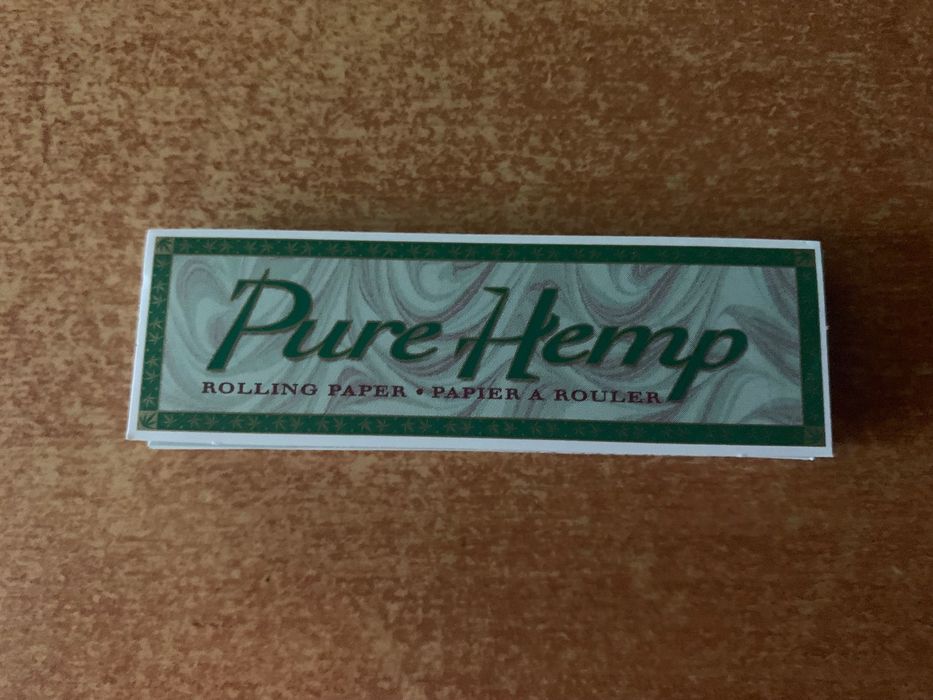 Pure Hemp
ROLLING PAPER • PAPIER A ROULER